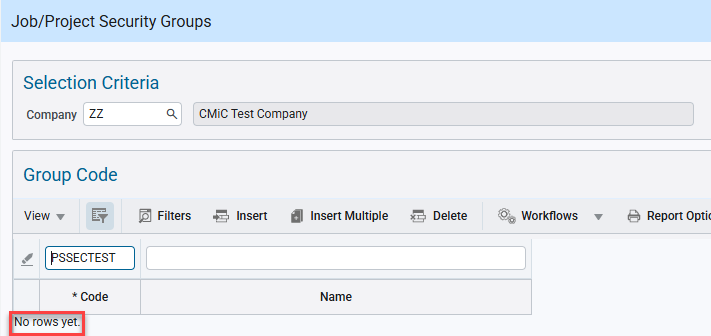 Job/Project Security Groups
Selection Criteria
Company ZZ CMiC Test Company
Group Code
View Filters Insert Insert Multiple Delete Workflows Report Optio
PSSECTEST
* Code Name
No rows yet.